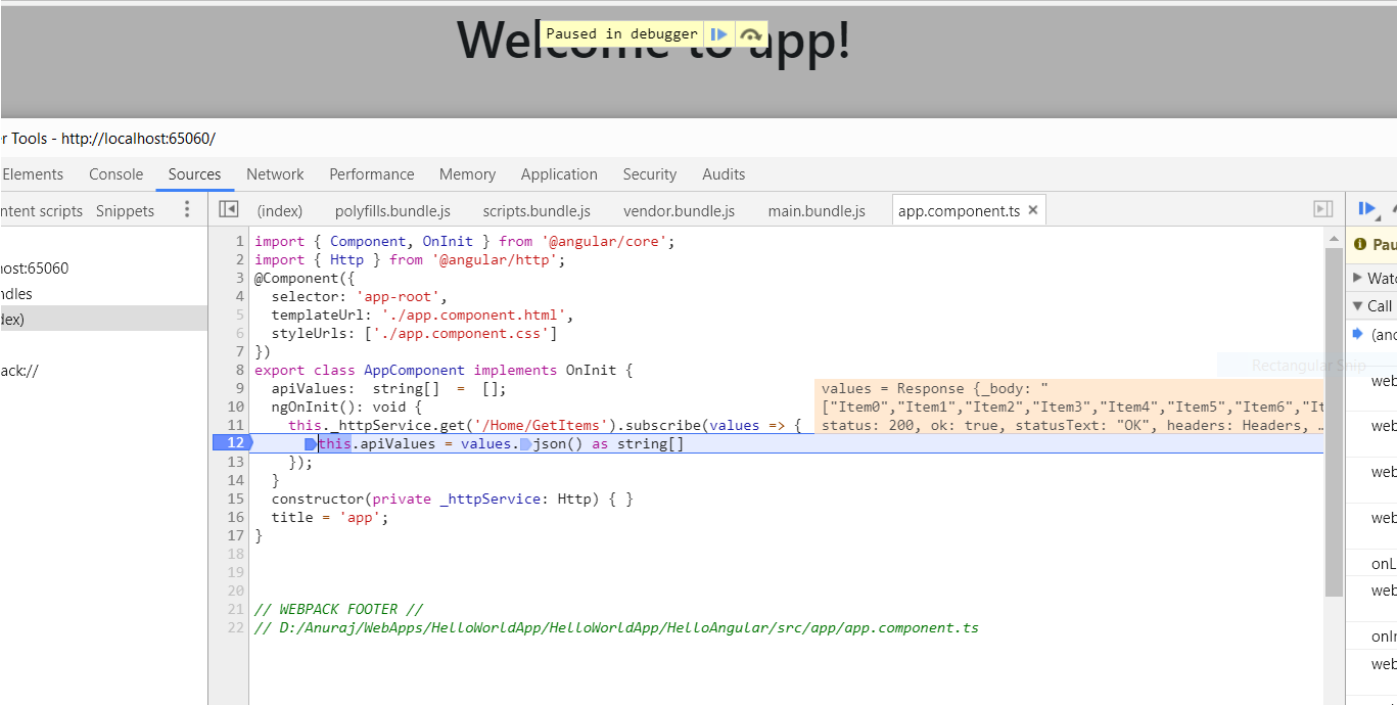 Welcome to app!
Paused in debugger
r Tools - http://localhost:65060/
Elements Console Sources Network Performance Memory Application Security Audits
ntent scripts Snippets (index) polyfills.bundle.js scripts.bundle.js vendor.bundle.js main.bundle.js app.component.ts ×
ost:65060
ndles
dex)
ack://
1 import { Component, OnInit } from '@angular/core';
2 import { Http } from '@angular/http';
3 @Component({
4 selector: 'app-root',
5 templateUrl: './app.component.html',
6 styleUrls: ['./app.component.css']
7 })
8 export class AppComponent implements OnInit {
9 apiValues: string[] = [];
10 ngOnInit(): void {
11 this._httpService.get('/Home/GetItems').subscribe(values => {
12 this.apiValues = values.json() as string[]
13 });
14 }
15 constructor(private _httpService: Http) { }
16 title = 'app';
17 }
18
19
20
21 // WEBPACK FOOTER //
22 // D:/Anuraj/WebApps/HelloWorldApp/HelloWorldApp/HelloAngular/src/app/app.component.ts
values = Response {_body: "
["Item0","Item1","Item2","Item3","Item4","Item5","Item6","It
status: 200, ok: true, statusText: "OK", headers: Headers, …
Rectangular Snip
Pau
Watc
Call
(ano
web
web
web
web
onL
web
onIn
web